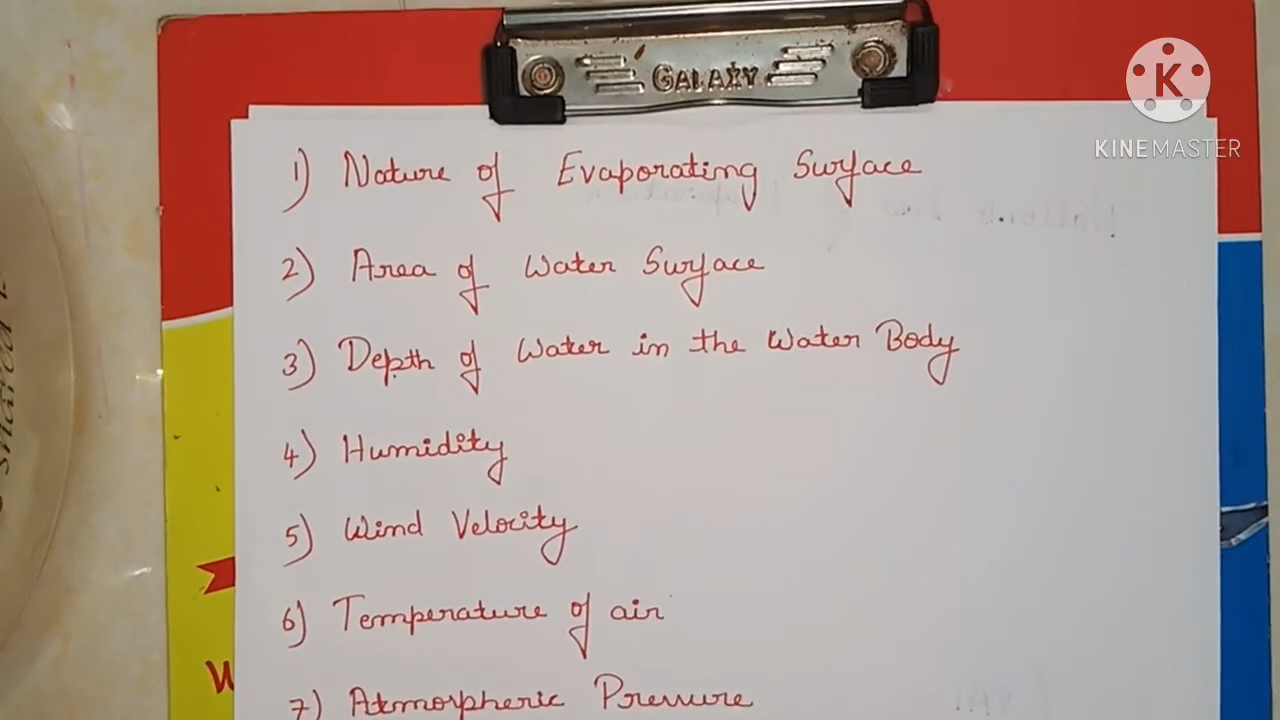 GALAXY
K
KINEMASTER
1) Nature of Evaporating Surface
2) Area of Water Surface
3) Depth of Water in the Water Body
4) Humidity
5) Wind Velocity
6) Temperature of air
7) Atmospheric Pressure
W